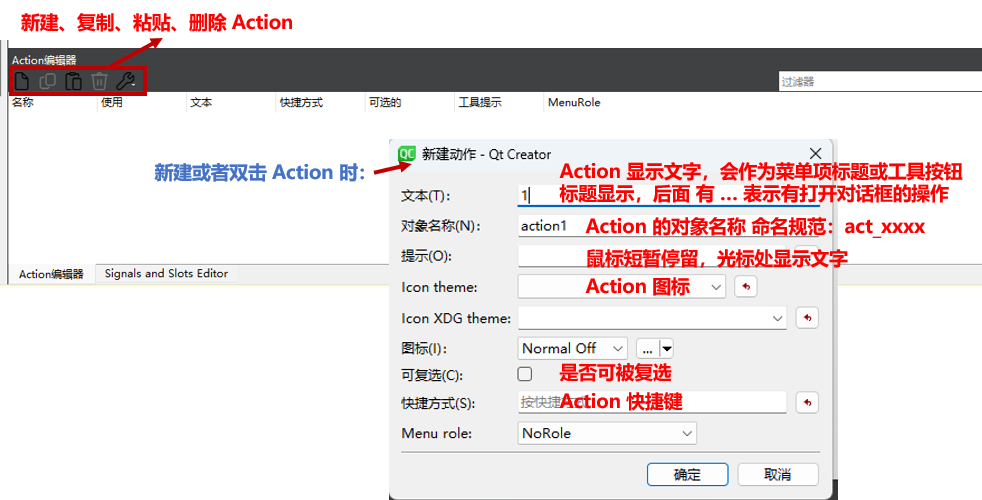 新建、复制、粘贴、删除 Action
Action编辑器
过滤器
名称 使用 文本 快捷方式 可选的 工具提示 MenuRole
新建动作 - Qt Creator
新建或者双击 Action 时：
Action 显示文字，会作为菜单项标题或工具按钮
标题显示，后面 有 ... 表示有打开对话框的操作
文本(T): 1
对象名称(N): action1 Action 的对象名称 命名规范：act_xxxx
提示(O): 鼠标短暂停留，光标处显示文字
Action编辑器 Signals and Slots Editor
Icon theme: Action 图标
Icon XDG theme:
图标(I): Normal Off ...
可复选(C): 是否可被复选
快捷方式(S): 按快捷 Action 快捷键
Menu role: NoRole
确定 取消